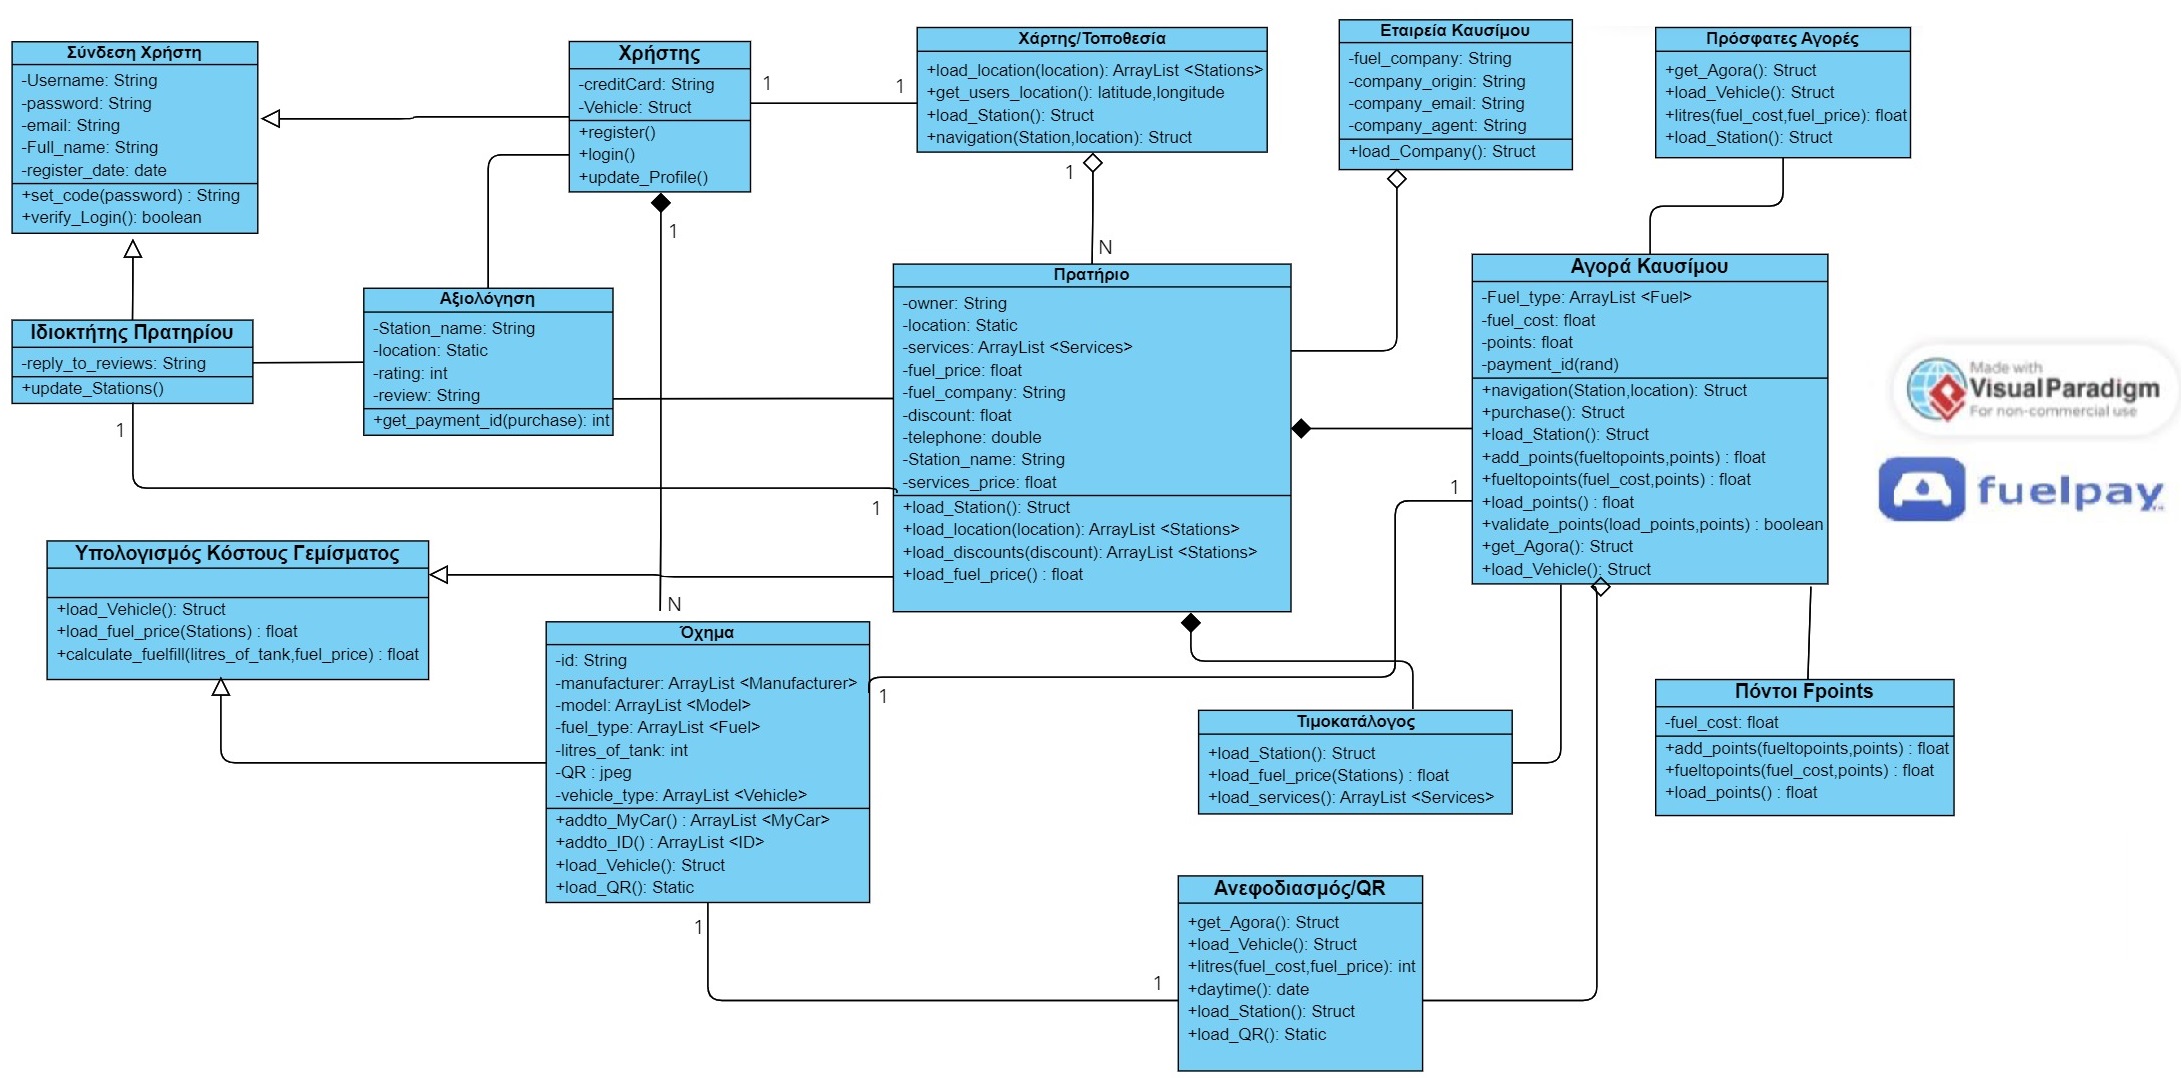 Σύνδεση Χρήστη
-Username: String
-password: String
-email: String
-Full_name: String
-register_date: date
+set_code(password) : String
+verify_Login(): boolean
Χρήστης
-creditCard: String
-Vehicle: Struct
+register()
+login()
+update_Profile()
1
1
Χάρτης/Τοποθεσία
+load_location(location): ArrayList <Stations>
+get_users_location(): latitude,longitude
+load_Station(): Struct
+navigation(Station,location): Struct
Εταιρεία Καυσίμου
-fuel_company: String
-company_origin: String
-company_email: String
-company_agent: String
+load_Company(): Struct
Πρόσφατες Αγορές
+get_Agora(): Struct
+load_Vehicle(): Struct
+litres(fuel_cost,fuel_price): float
+load_Station(): Struct
1
1
N
Ιδιοκτήτης Πρατηρίου
-reply_to_reviews: String
+update_Stations()
1
Αξιολόγηση
-Station_name: String
-location: Static
-rating: int
-review: String
+get_payment_id(purchase): int
Πρατήριο
-owner: String
-location: Static
-services: ArrayList <Services>
-fuel_price: float
-fuel_company: String
-discount: float
-telephone: double
-Station_name: String
-services_price: float
+load_Station(): Struct
+load_location(location): ArrayList <Stations>
+load_discounts(discount): ArrayList <Stations>
+load_fuel_price() : float
1
Αγορά Καυσίμου
-Fuel_type: ArrayList <Fuel>
-fuel_cost: float
-points: float
-payment_id(rand)
+navigation(Station,location): Struct
+purchase(): Struct
+load_Station(): Struct
+add_points(fueltopoints,points) : float
+fueltopoints(fuel_cost,points) : float
+load_points() : float
+validate_points(load_points,points) : boolean
+get_Agora(): Struct
+load_Vehicle(): Struct
1
Made with
VisualParadigm
For non-commercial use
fuelpay
Υπολογισμός Κόστους Γεμίσματος
+load_Vehicle(): Struct
+load_fuel_price(Stations) : float
+calculate_fuelfill(litres_of_tank,fuel_price) : float
N
Όχημα
-id: String
-manufacturer: ArrayList <Manufacturer>
-model: ArrayList <Model>
-fuel_type: ArrayList <Fuel>
-litres_of_tank: int
-QR : jpeg
-vehicle_type: ArrayList <Vehicle>
+addto_MyCar() : ArrayList <MyCar>
+addto_ID() : ArrayList <ID>
+load_Vehicle(): Struct
+load_QR(): Static
1
Τιμοκατάλογος
+load_Station(): Struct
+load_fuel_price(Stations) : float
+load_services(): ArrayList <Services>
Πόντοι Fpoints
-fuel_cost: float
+add_points(fueltopoints,points) : float
+fueltopoints(fuel_cost,points) : float
+load_points() : float
1
1
Ανεφοδιασμός/QR
+get_Agora(): Struct
+load_Vehicle(): Struct
+litres(fuel_cost,fuel_price): int
+daytime(): date
+load_Station(): Struct
+load_QR(): Static